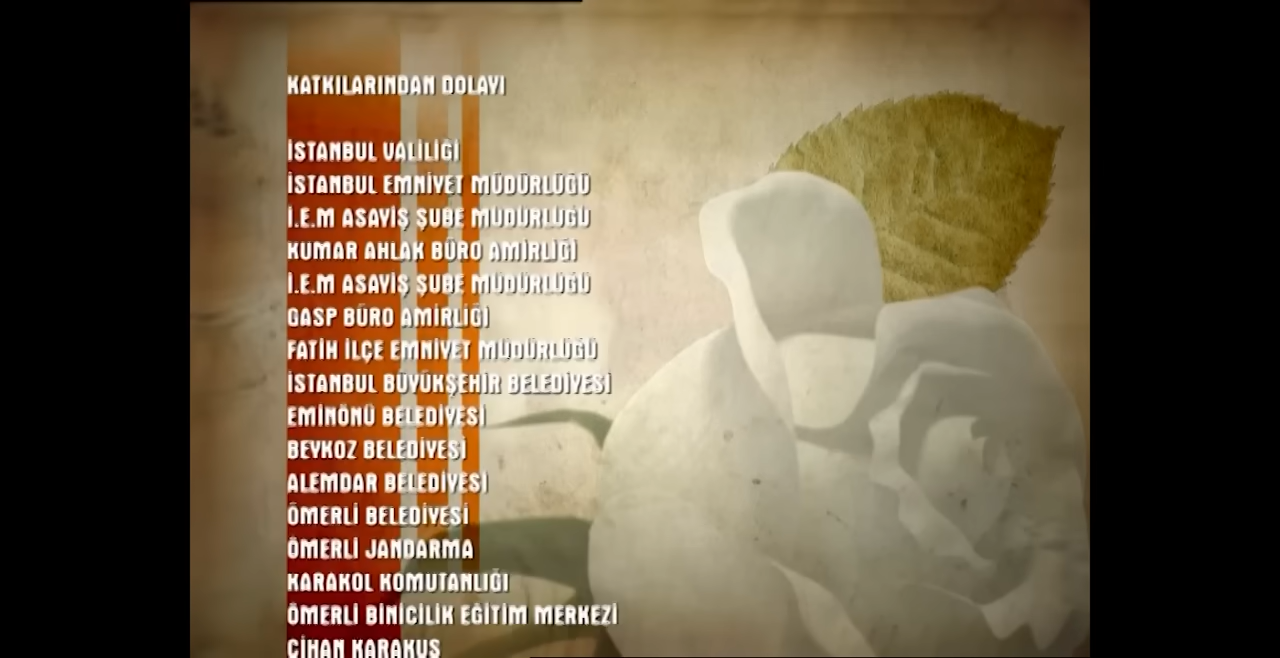 KATKILARINDAN DOLAYI
İSTANBUL VALİLİĞİ
İSTANBUL EMNİYET MÜDÜRLÜĞÜ
İ.E.M ASAYİŞ ŞUBE MÜDÜRLÜĞÜ
KUMAR AHLAK BÜRO AMİRLİĞİ
İ.E.M ASAYİŞ ŞUBE MÜDÜRLÜĞÜ
GASP BÜRO AMİRLİĞİ
FATİH İLÇE EMNİYET MÜDÜRLÜĞÜ
İSTANBUL BÜYÜKŞEHİR BELEDİYESİ
EMİNÖNÜ BELEDİYESİ
BEYKOZ BELEDİYESİ
ALEMDAR BELEDİYESİ
ÖMERLİ BELEDİYESİ
ÖMERLİ JANDARMA
KARAKOL KOMUTANLIĞI
ÖMERLİ BİNİCİLİK EĞİTİM MERKEZİ
CİHAN KARAKUŞ